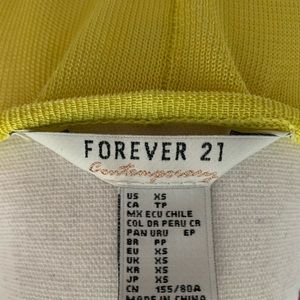 FOREVER 21
Contemporary
US XS
CA TP
MX ECU CHILE
COL DR PERU CR
PAN URU EP
BR PP
EU XS
UK XS
KR XS
JP XS
CN 155/80A
MADE IN CHINA